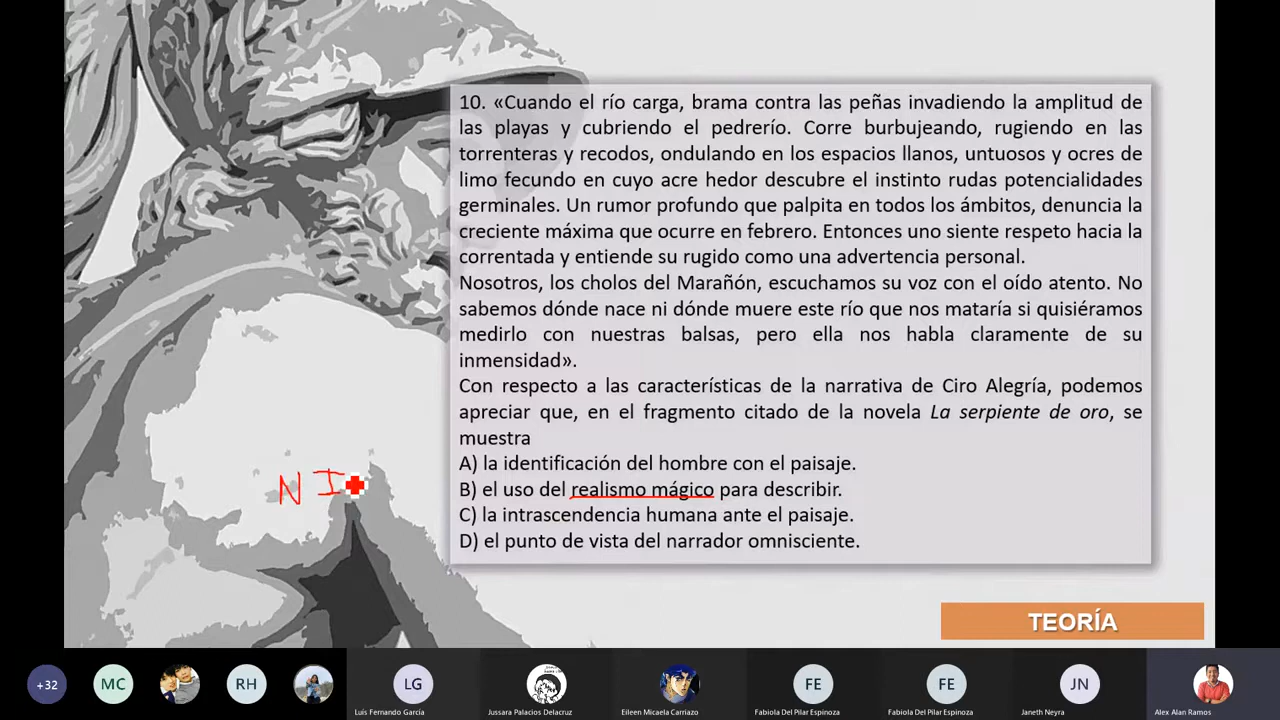 10. «Cuando el río carga, brama contra las peñas invadiendo la amplitud de
las playas y cubriendo el pedrerío. Corre burbujeando, rugiendo en las
torrenteras y recodos, ondulando en los espacios llanos, untuosos y ocres de
limo fecundo en cuyo acre hedor descubre el instinto rudas potencialidades
germinales. Un rumor profundo que palpita en todos los ámbitos, denuncia la
creciente máxima que ocurre en febrero. Entonces uno siente respeto hacia la
correntada y entiende su rugido como una advertencia personal.
Nosotros, los cholos del Marañón, escuchamos su voz con el oído atento. No
sabemos dónde nace ni dónde muere este río que nos mataría si quisiéramos
medirlo con nuestras balsas, pero ella nos habla claramente de su
inmensidad».
Con respecto a las características de la narrativa de Ciro Alegría, podemos
apreciar que, en el fragmento citado de la novela La serpiente de oro, se
muestra
A) la identificación del hombre con el paisaje.
B) el uso del realismo mágico para describir.
C) la intrascendencia humana ante el paisaje.
D) el punto de vista del narrador omnisciente.
N I
TEORÍA
+32
MC
RH
LG
FE
FE
JN
Luis Fernando García
Jussara Palacios Delacruz
Eileen Micaela Carriazo
Fabiola Del Pilar Espinoza
Fabiola Del Pilar Espinoza
Janeth Neyra
Alex Alan Ramos